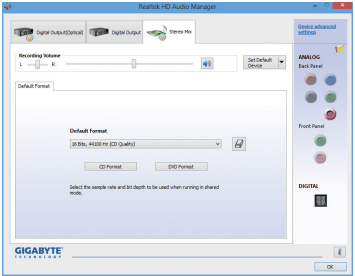 Realtek HD Audio Manager
Digital Output(Optical)
Digital Output
Stereo Mix
Device advanced
settings
Recording Volume
L
R
Set Default
Device
ANALOG
Back Panel
Default Format
Default Format
16 Bits, 44100 Hz (CD Quality)
CD Format
DVD Format
Select the sample rate and bit depth to be used when running in shared
mode.
Front Panel
DIGITAL
GIGABYTE
TECHNOLOGY
OK